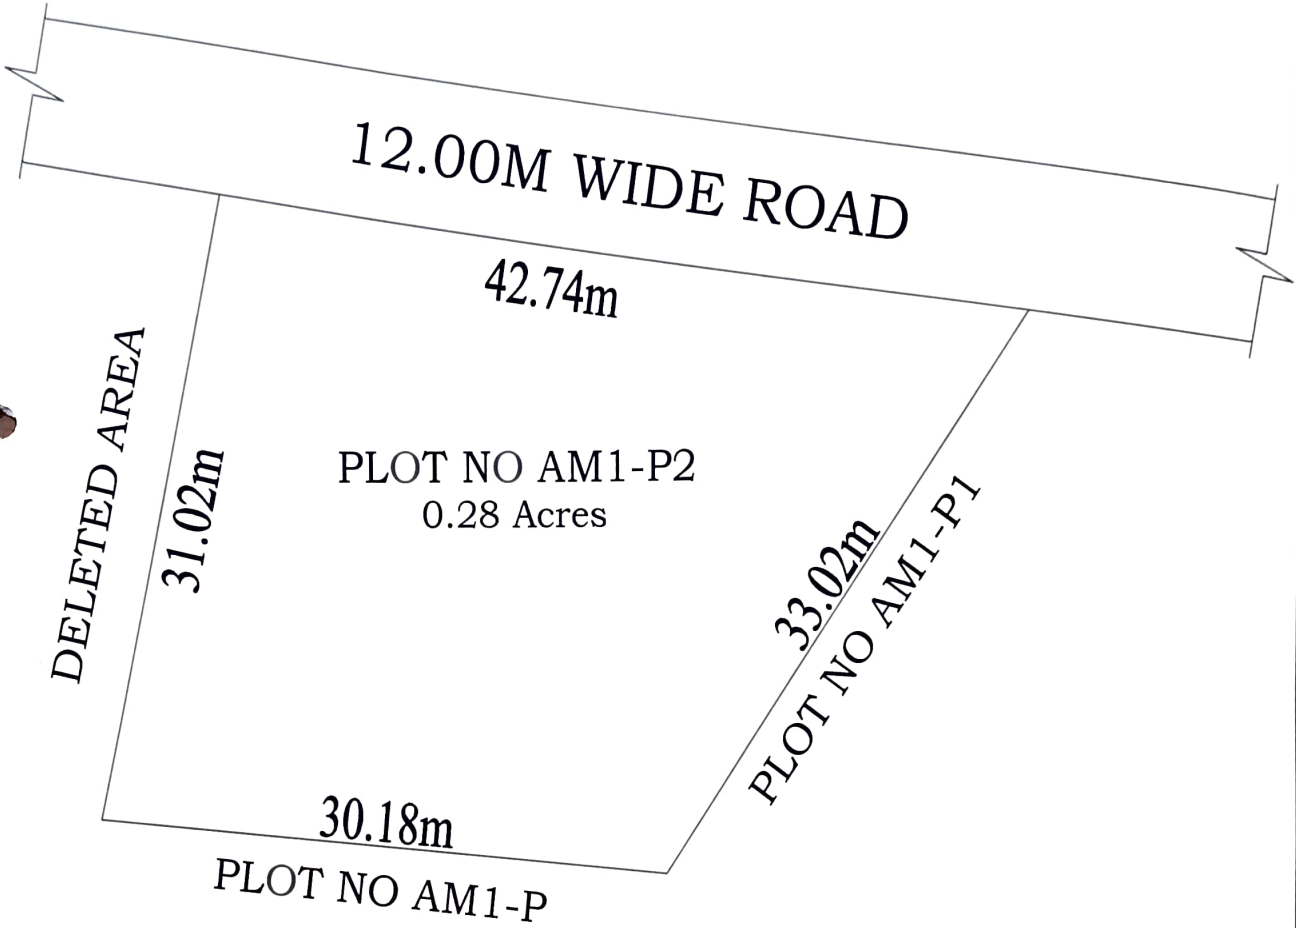 12.00M WIDE ROAD
42.74m
DELETED AREA
31.02m
PLOT NO AM1-P2
0.28 Acres
33.02m
PLOT NO AM1-P1
30.18m
PLOT NO AM1-P